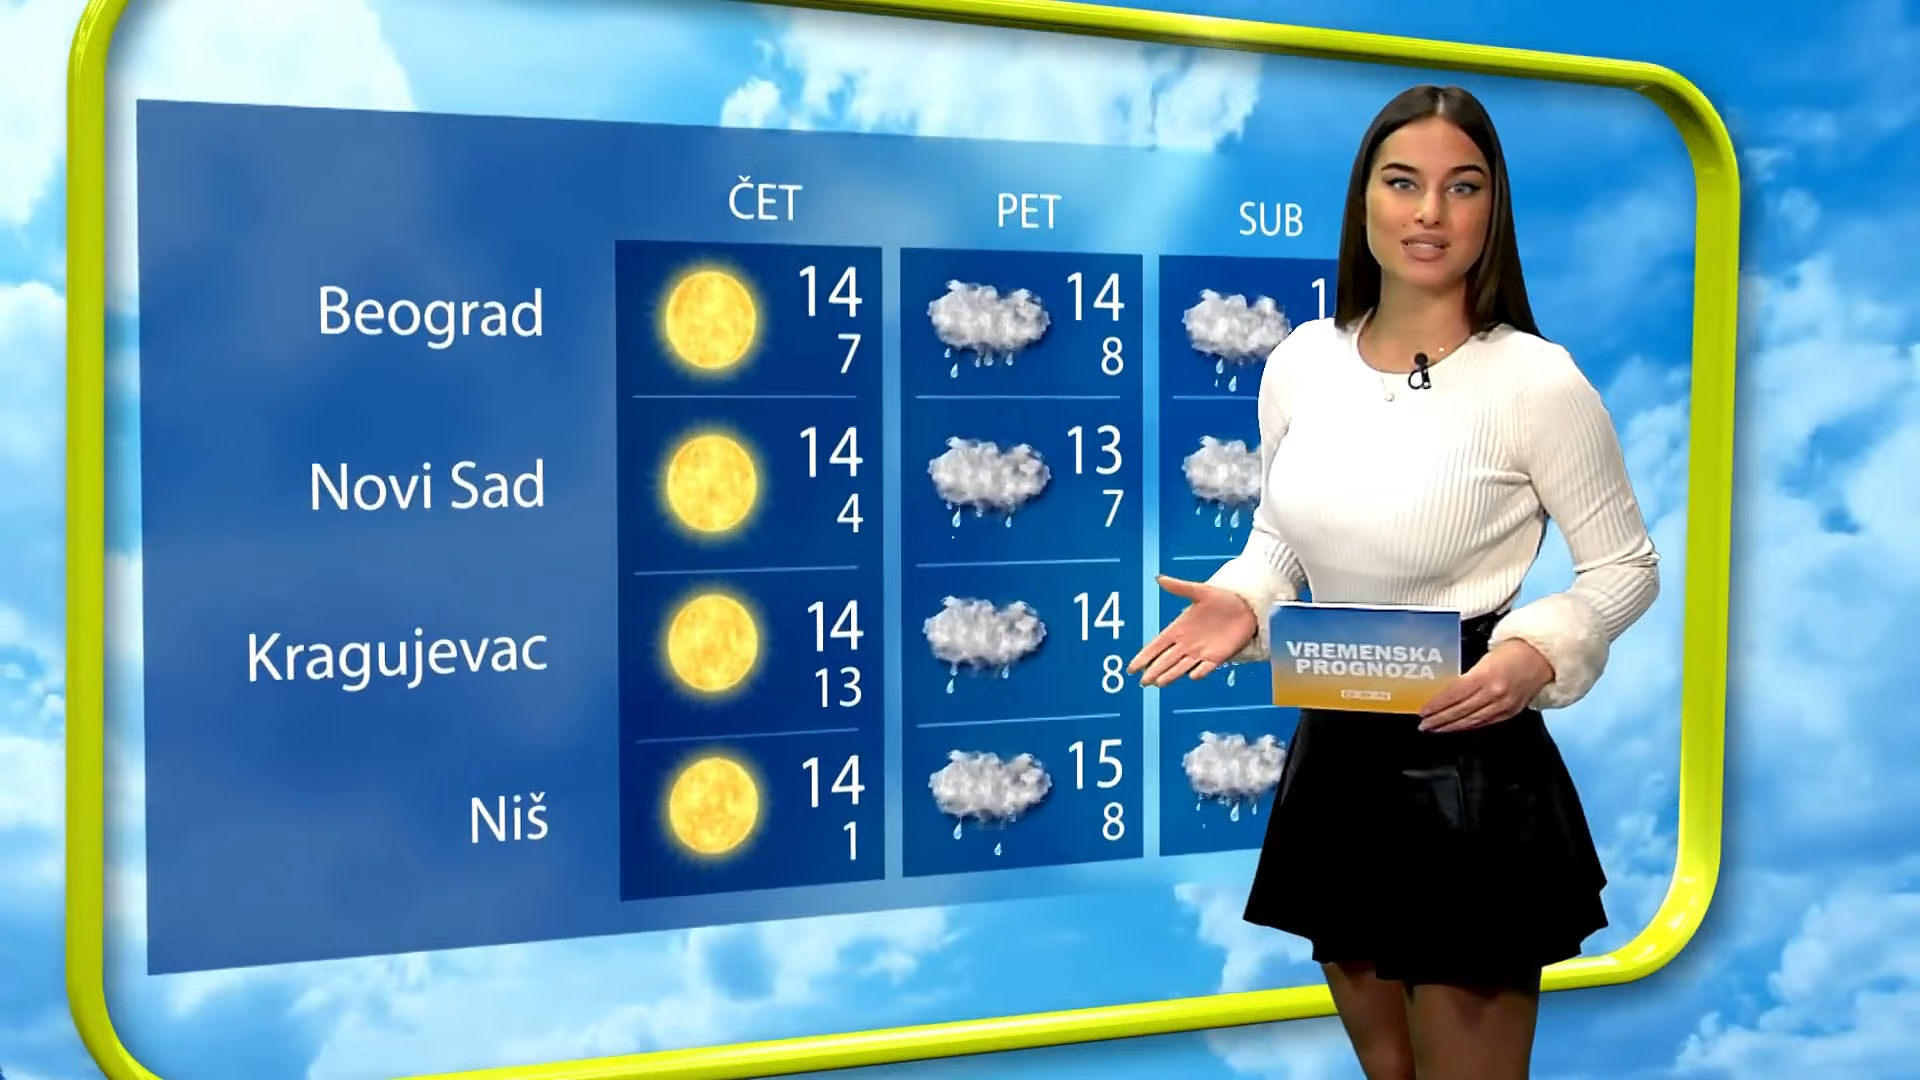 ČET PET SUB
Beograd 14 14 1
7 8
Novi Sad 14 13
4 7
Kragujevac 14 14
13 8
Niš 14 15
1 8
VREMENSKA
PROGNOZA